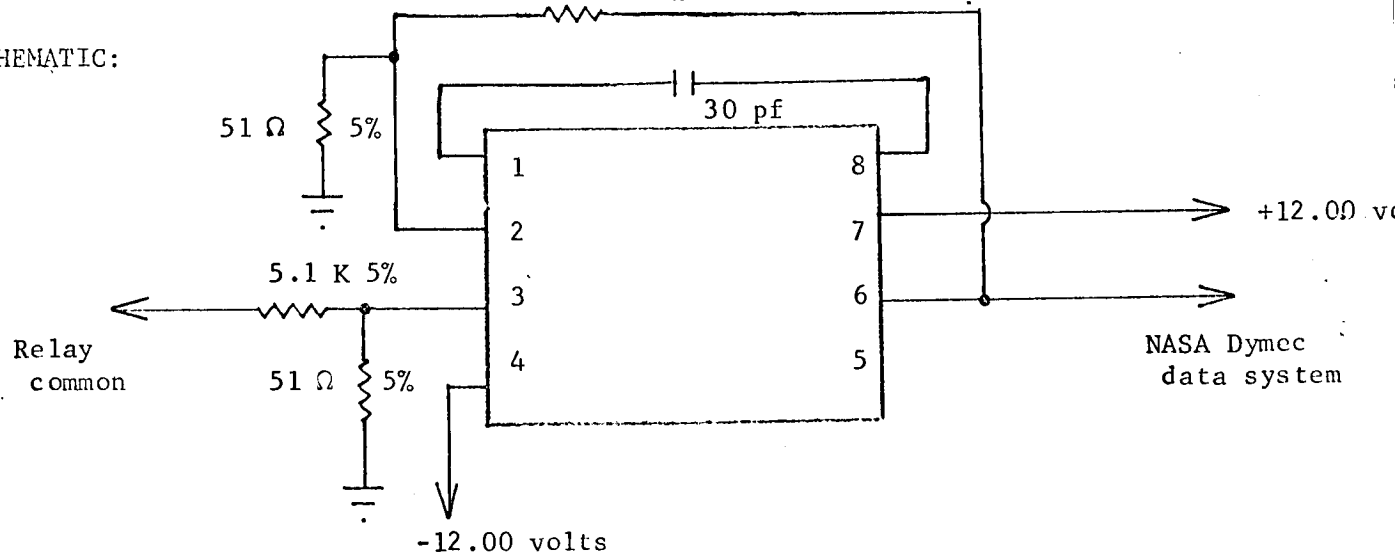 HEMATIC:
30 pf
51 Ω 5%
1
8
2
7
+12.00 vo
5.1 K 5%
3
6
Relay
common
51 Ω 5%
4
5
NASA Dymec
data system
-12.00 volts